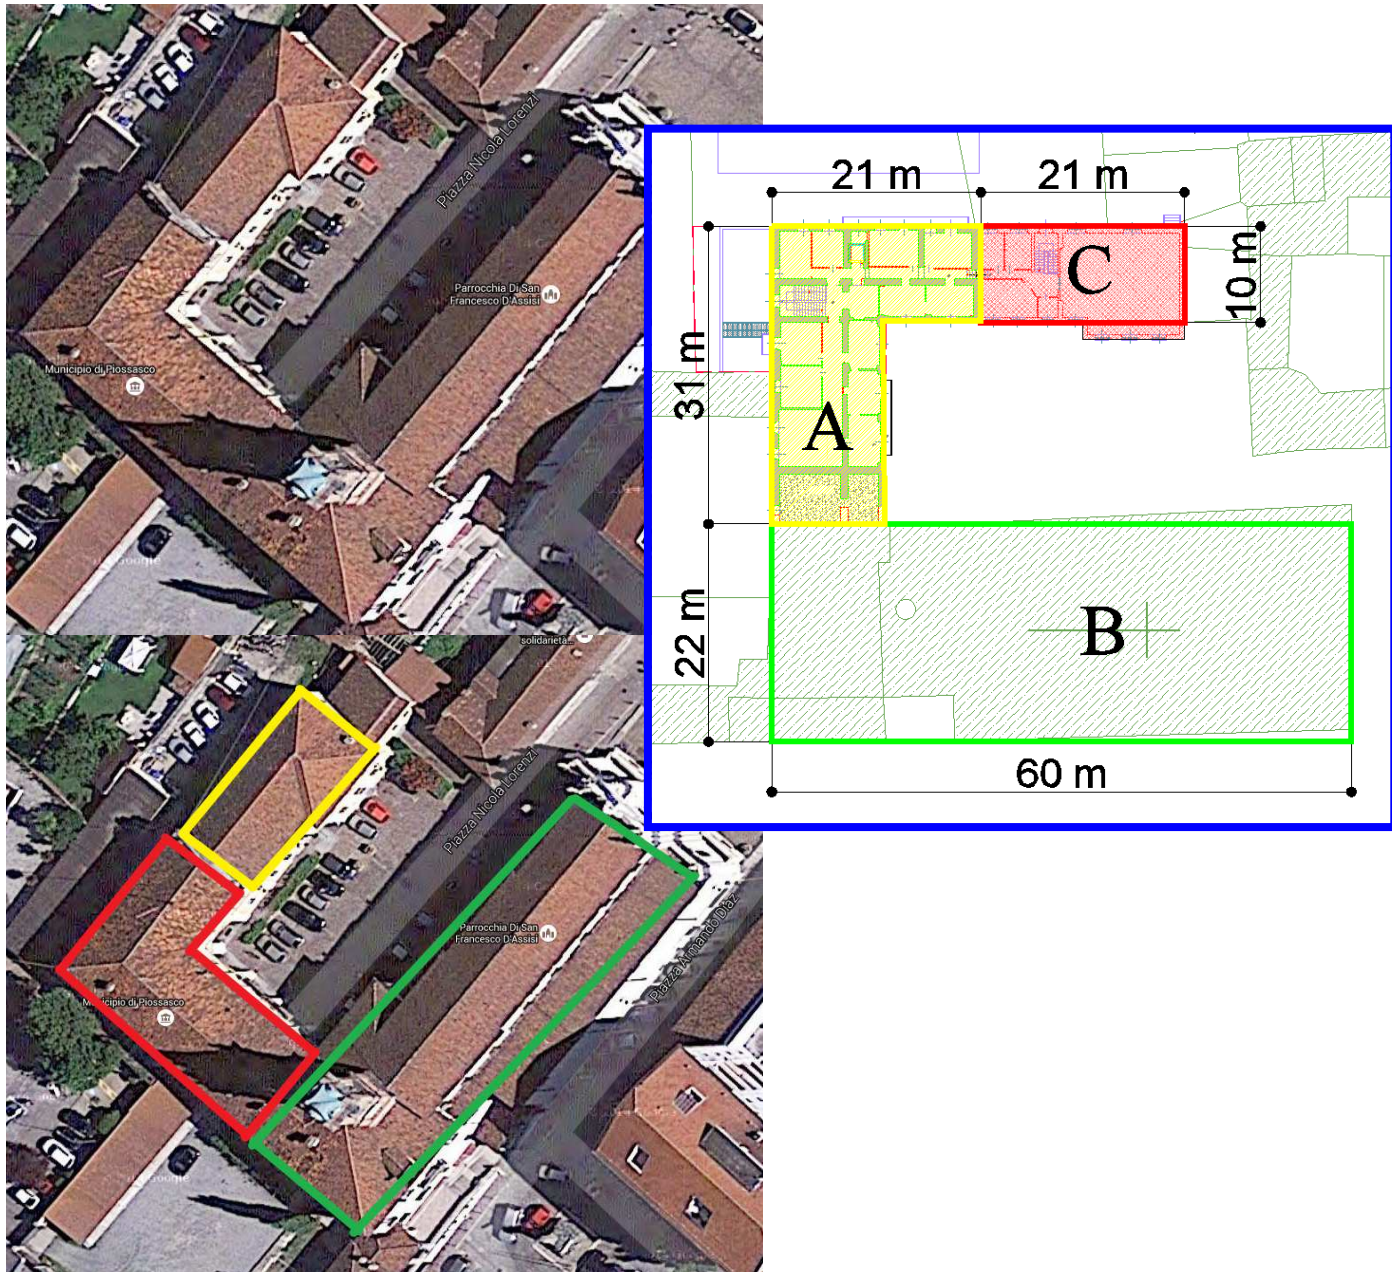 Piazza Nicola Lorenzi
Parrocchia Di San
Francesco D'Assisi
Municipio di Piossasco
Google
21 m
21 m
C
10 m
31 m
A
22 m
B
60 m
solidarietà...
Piazza Nicola Lorenzi
Parrocchia Di San
Francesco D'Assisi
Piazza Armando Diaz
Municipio di Piossasco
Google